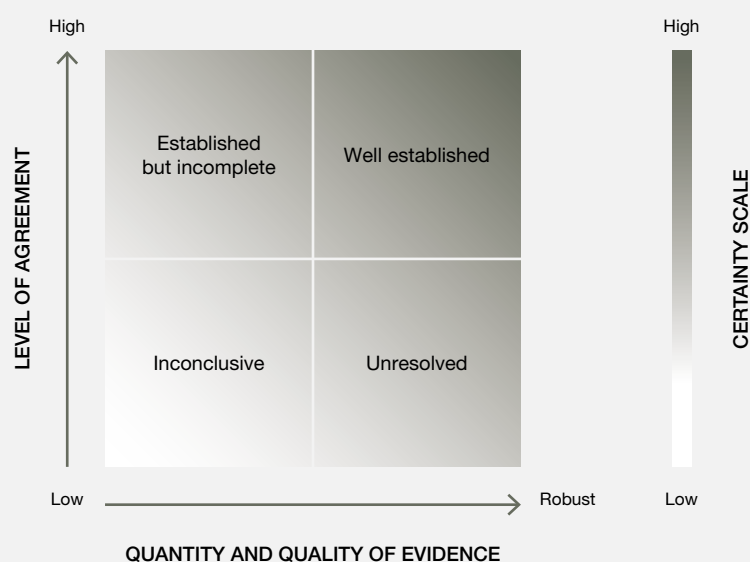 High
High
LEVEL OF AGREEMENT
Established
but incomplete
Well established
CERTAINTY SCALE
Inconclusive
Unresolved
Low
Robust
Low
QUANTITY AND QUALITY OF EVIDENCE